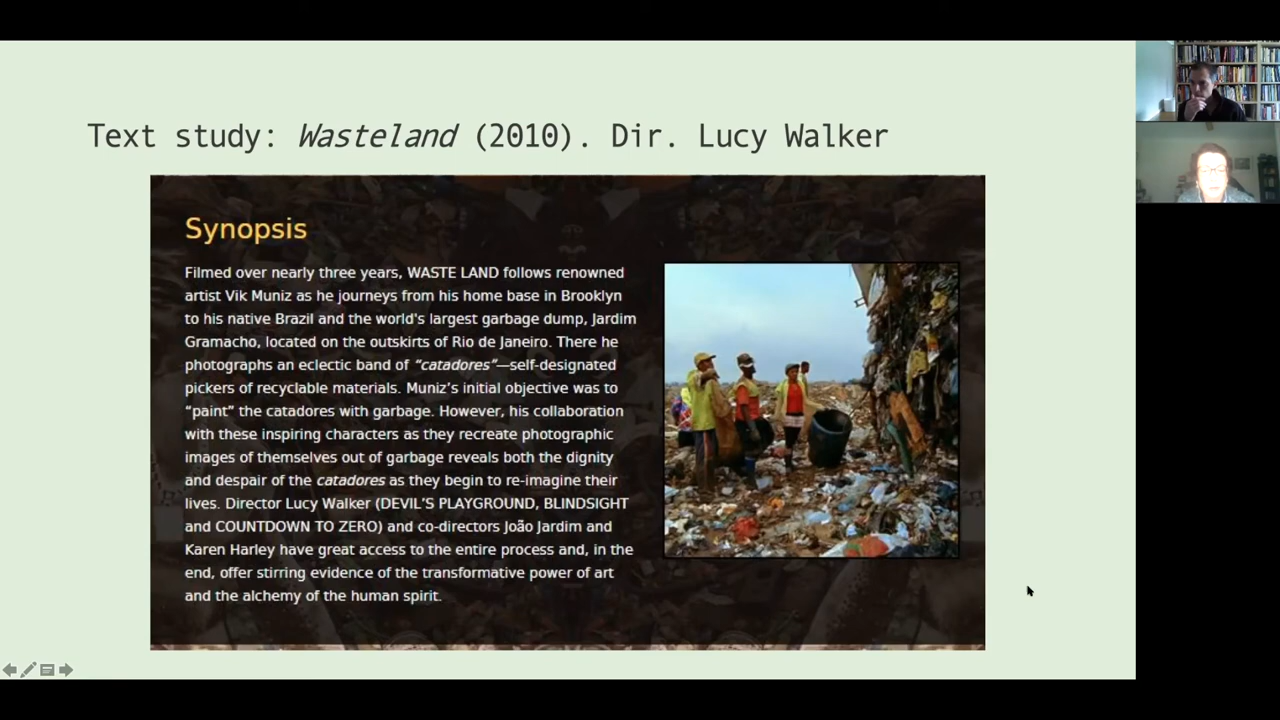 Text study: Wasteland (2010). Dir. Lucy Walker
Synopsis
Filmed over nearly three years, WASTE LAND follows renowned
artist Vik Muniz as he journeys from his home base in Brooklyn
to his native Brazil and the world's largest garbage dump, Jardim
Gramacho, located on the outskirts of Rio de Janeiro. There he
photographs an eclectic band of “catadores”—self-designated
pickers of recyclable materials. Muniz’s initial objective was to
“paint” the catadores with garbage. However, his collaboration
with these inspiring characters as they recreate photographic
images of themselves out of garbage reveals both the dignity
and despair of the catadores as they begin to re-imagine their
lives. Director Lucy Walker (DEVIL’S PLAYGROUND, BLINDSIGHT
and COUNTDOWN TO ZERO) and co-directors João Jardim and
Karen Harley have great access to the entire process and, in the
end, offer stirring evidence of the transformative power of art
and the alchemy of the human spirit.